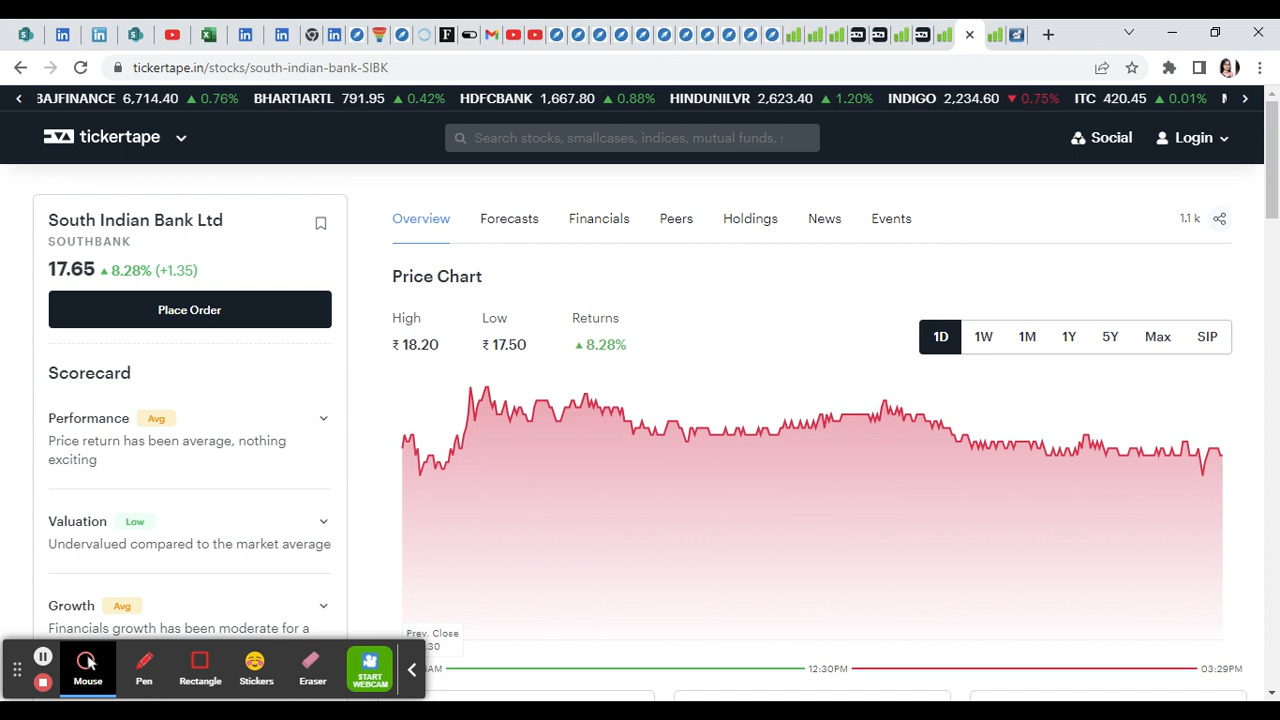 tickertape.in/stocks/south-indian-bank-SIBK
BAJFINANCE 6,714.40 ▲ 0.76% BHARTIARTL 791.95 ▲ 0.42% HDFCBANK 1,667.80 ▲ 0.88% HINDUNILVR 2,623.40 ▲ 1.20% INDIGO 2,234.60 ▼ 0.75% ITC 420.45 ▲ 0.01%
tickertape
Search stocks, smallcases, indices, mutual funds,
Social
Login
South Indian Bank Ltd
SOUTHBANK
17.65 ▲ 8.28% (+1.35)
Place Order
Scorecard
Performance Avg
Price return has been average, nothing
exciting
Valuation Low
Undervalued compared to the market average
Growth Avg
Financials growth has been moderate for a
Overview Forecasts Financials Peers Holdings News Events
1.1 k
Price Chart
High Low Returns
₹ 18.20 ₹ 17.50 ▲ 8.28%
1D 1W 1M 1Y 5Y Max SIP
Prev. Close
.30
AM 12:30PM 03:29PM
Mouse Pen Rectangle Stickers Eraser
START
WEBCAM